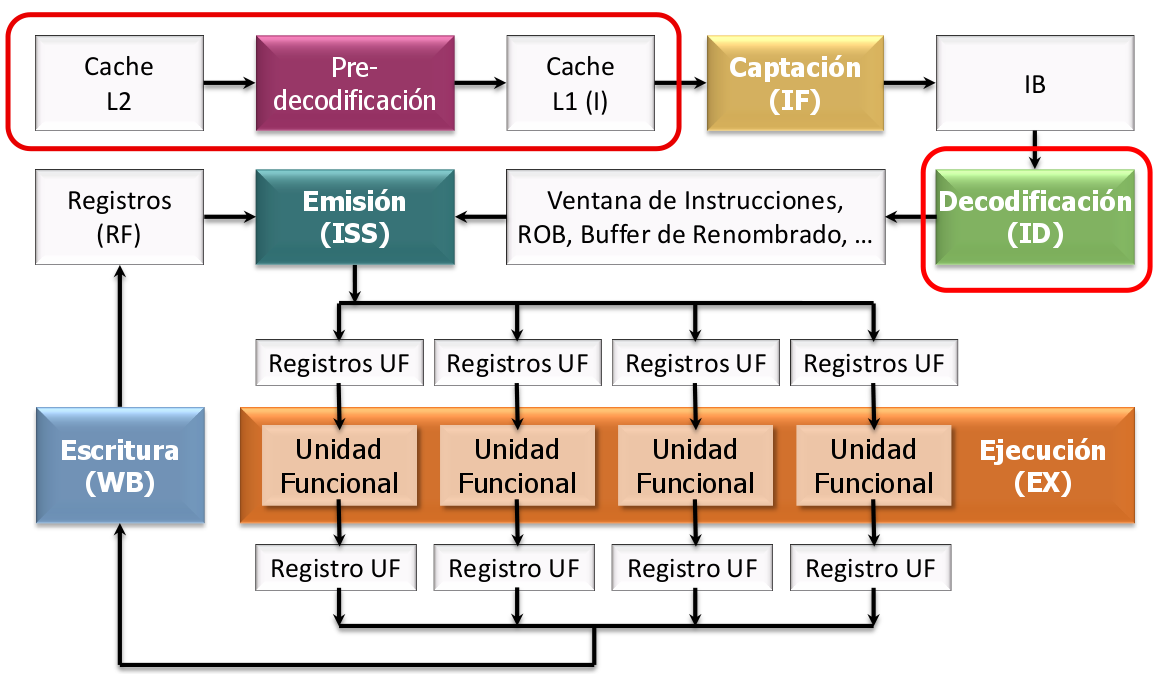 Cache
L2
Pre-
decodificación
Cache
L1 (I)
Captación
(IF)
IB
Registros
(RF)
Emisión
(ISS)
Ventana de Instrucciones,
ROB, Buffer de Renombrado, ...
Decodificación
(ID)
Registros UF
Registros UF
Registros UF
Registros UF
Escritura
(WB)
Unidad
Funcional
Unidad
Funcional
Unidad
Funcional
Unidad
Funcional
Ejecución
(EX)
Registro UF
Registro UF
Registro UF
Registro UF